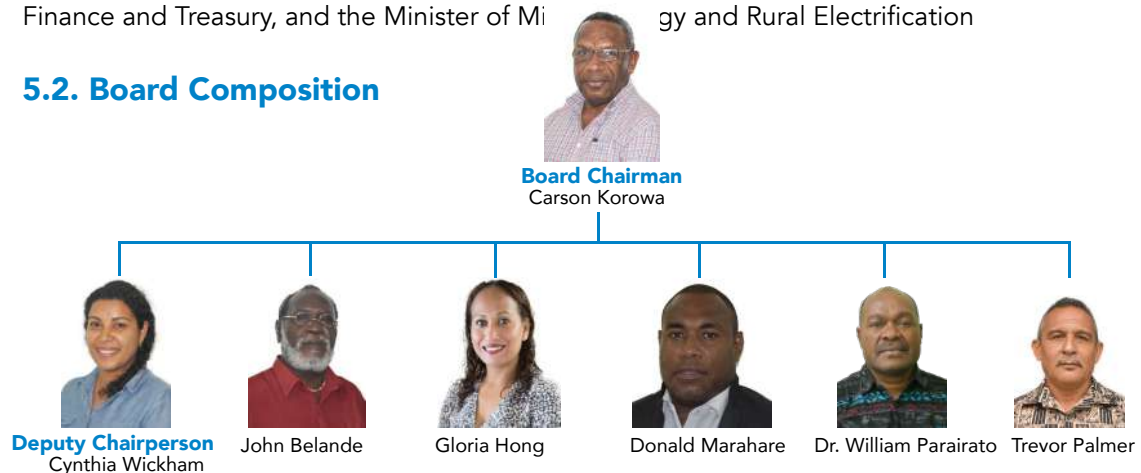 Finance and Treasury, and the Minister of Mi gy and Rural Electrification
5.2. Board Composition
Board Chairman
Carson Korowa
Deputy Chairperson
Cynthia Wickham
John Belande
Gloria Hong
Donald Marahare
Dr. William Parairato
Trevor Palmer